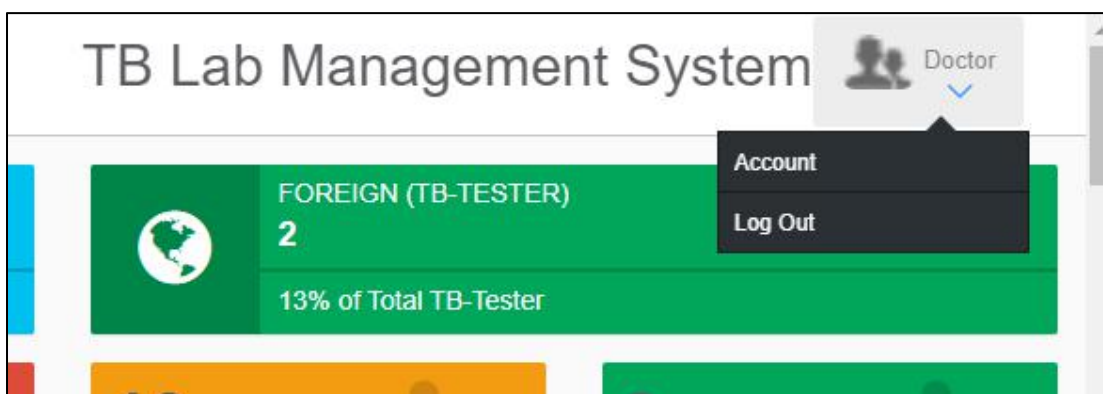 TB Lab Management System
Doctor
Account
Log Out
FOREIGN (TB-TESTER)
2
13% of Total TB-Tester